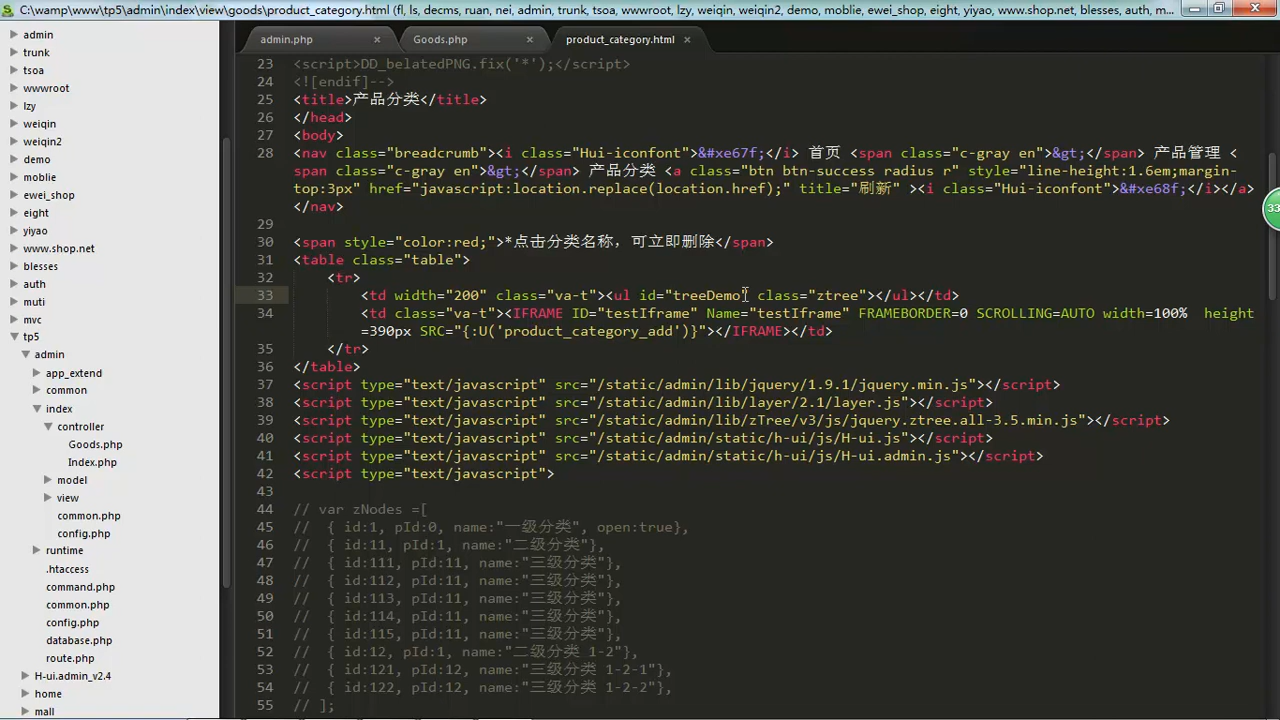 C:\wamp\www\tp5\admin\index\view\goods\product_category.html (fl, ls, decms, ruan, nei, admin, trunk, tsoa, wwwroot, lzy, weiqin, weiqin2, demo, moblie, ewei_shop, eight, yiyao, www.shop.net, blesses, auth, m...
admin
trunk
tsoa
wwwroot
lzy
weiqin
weiqin2
demo
moblie
ewei_shop
eight
yiyao
www.shop.net
blesses
auth
muti
mvc
tp5
admin
app_extend
common
index
controller
Goods.php
Index.php
model
view
common.php
config.php
runtime
.htaccess
command.php
common.php
config.php
database.php
route.php
H-ui.admin_v2.4
home
mall
admin.php × Goods.php × product_category.html ×
23 <script>DD_belatedPNG.fix('*');</script>
24 <![endif]-->
25 <title>产品分类</title>
26 </head>
27 <body>
28 <nav class="breadcrumb"><i class="Hui-iconfont">&#xe67f;</i> 首页 <span class="c-gray en">&gt;</span> 产品管理 <
span class="c-gray en">&gt;</span> 产品分类 <a class="btn btn-success radius r" style="line-height:1.6em;margin-
top:3px" href="javascript:location.replace(location.href);" title="刷新" ><i class="Hui-iconfont">&#xe68f;</i></a>
</nav>
29
30 <span style="color:red;">*点击分类名称，可立即删除</span>
31 <table class="table">
32 <tr>
33 <td width="200" class="va-t"><ul id="treeDemo" class="ztree"></ul></td>
34 <td class="va-t"><IFRAME ID="testIframe" Name="testIframe" FRAMEBORDER=0 SCROLLING=AUTO width=100% height
=390px SRC="{:U('product_category_add')}"></IFRAME></td>
35 </tr>
36 </table>
37 <script type="text/javascript" src="/static/admin/lib/jquery/1.9.1/jquery.min.js"></script>
38 <script type="text/javascript" src="/static/admin/lib/layer/2.1/layer.js"></script>
39 <script type="text/javascript" src="/static/admin/lib/zTree/v3/js/jquery.ztree.all-3.5.min.js"></script>
40 <script type="text/javascript" src="/static/admin/static/h-ui/js/H-ui.js"></script>
41 <script type="text/javascript" src="/static/admin/static/h-ui/js/H-ui.admin.js"></script>
42 <script type="text/javascript">
43
44 // var zNodes =[
45 // { id:1, pId:0, name:"一级分类", open:true},
46 // { id:11, pId:1, name:"二级分类"},
47 // { id:111, pId:11, name:"三级分类"},
48 // { id:112, pId:11, name:"三级分类"},
49 // { id:113, pId:11, name:"三级分类"},
50 // { id:114, pId:11, name:"三级分类"},
51 // { id:115, pId:11, name:"三级分类"},
52 // { id:12, pId:1, name:"二级分类 1-2"},
53 // { id:121, pId:12, name:"三级分类 1-2-1"},
54 // { id:122, pId:12, name:"三级分类 1-2-2"},
55 // ];
33